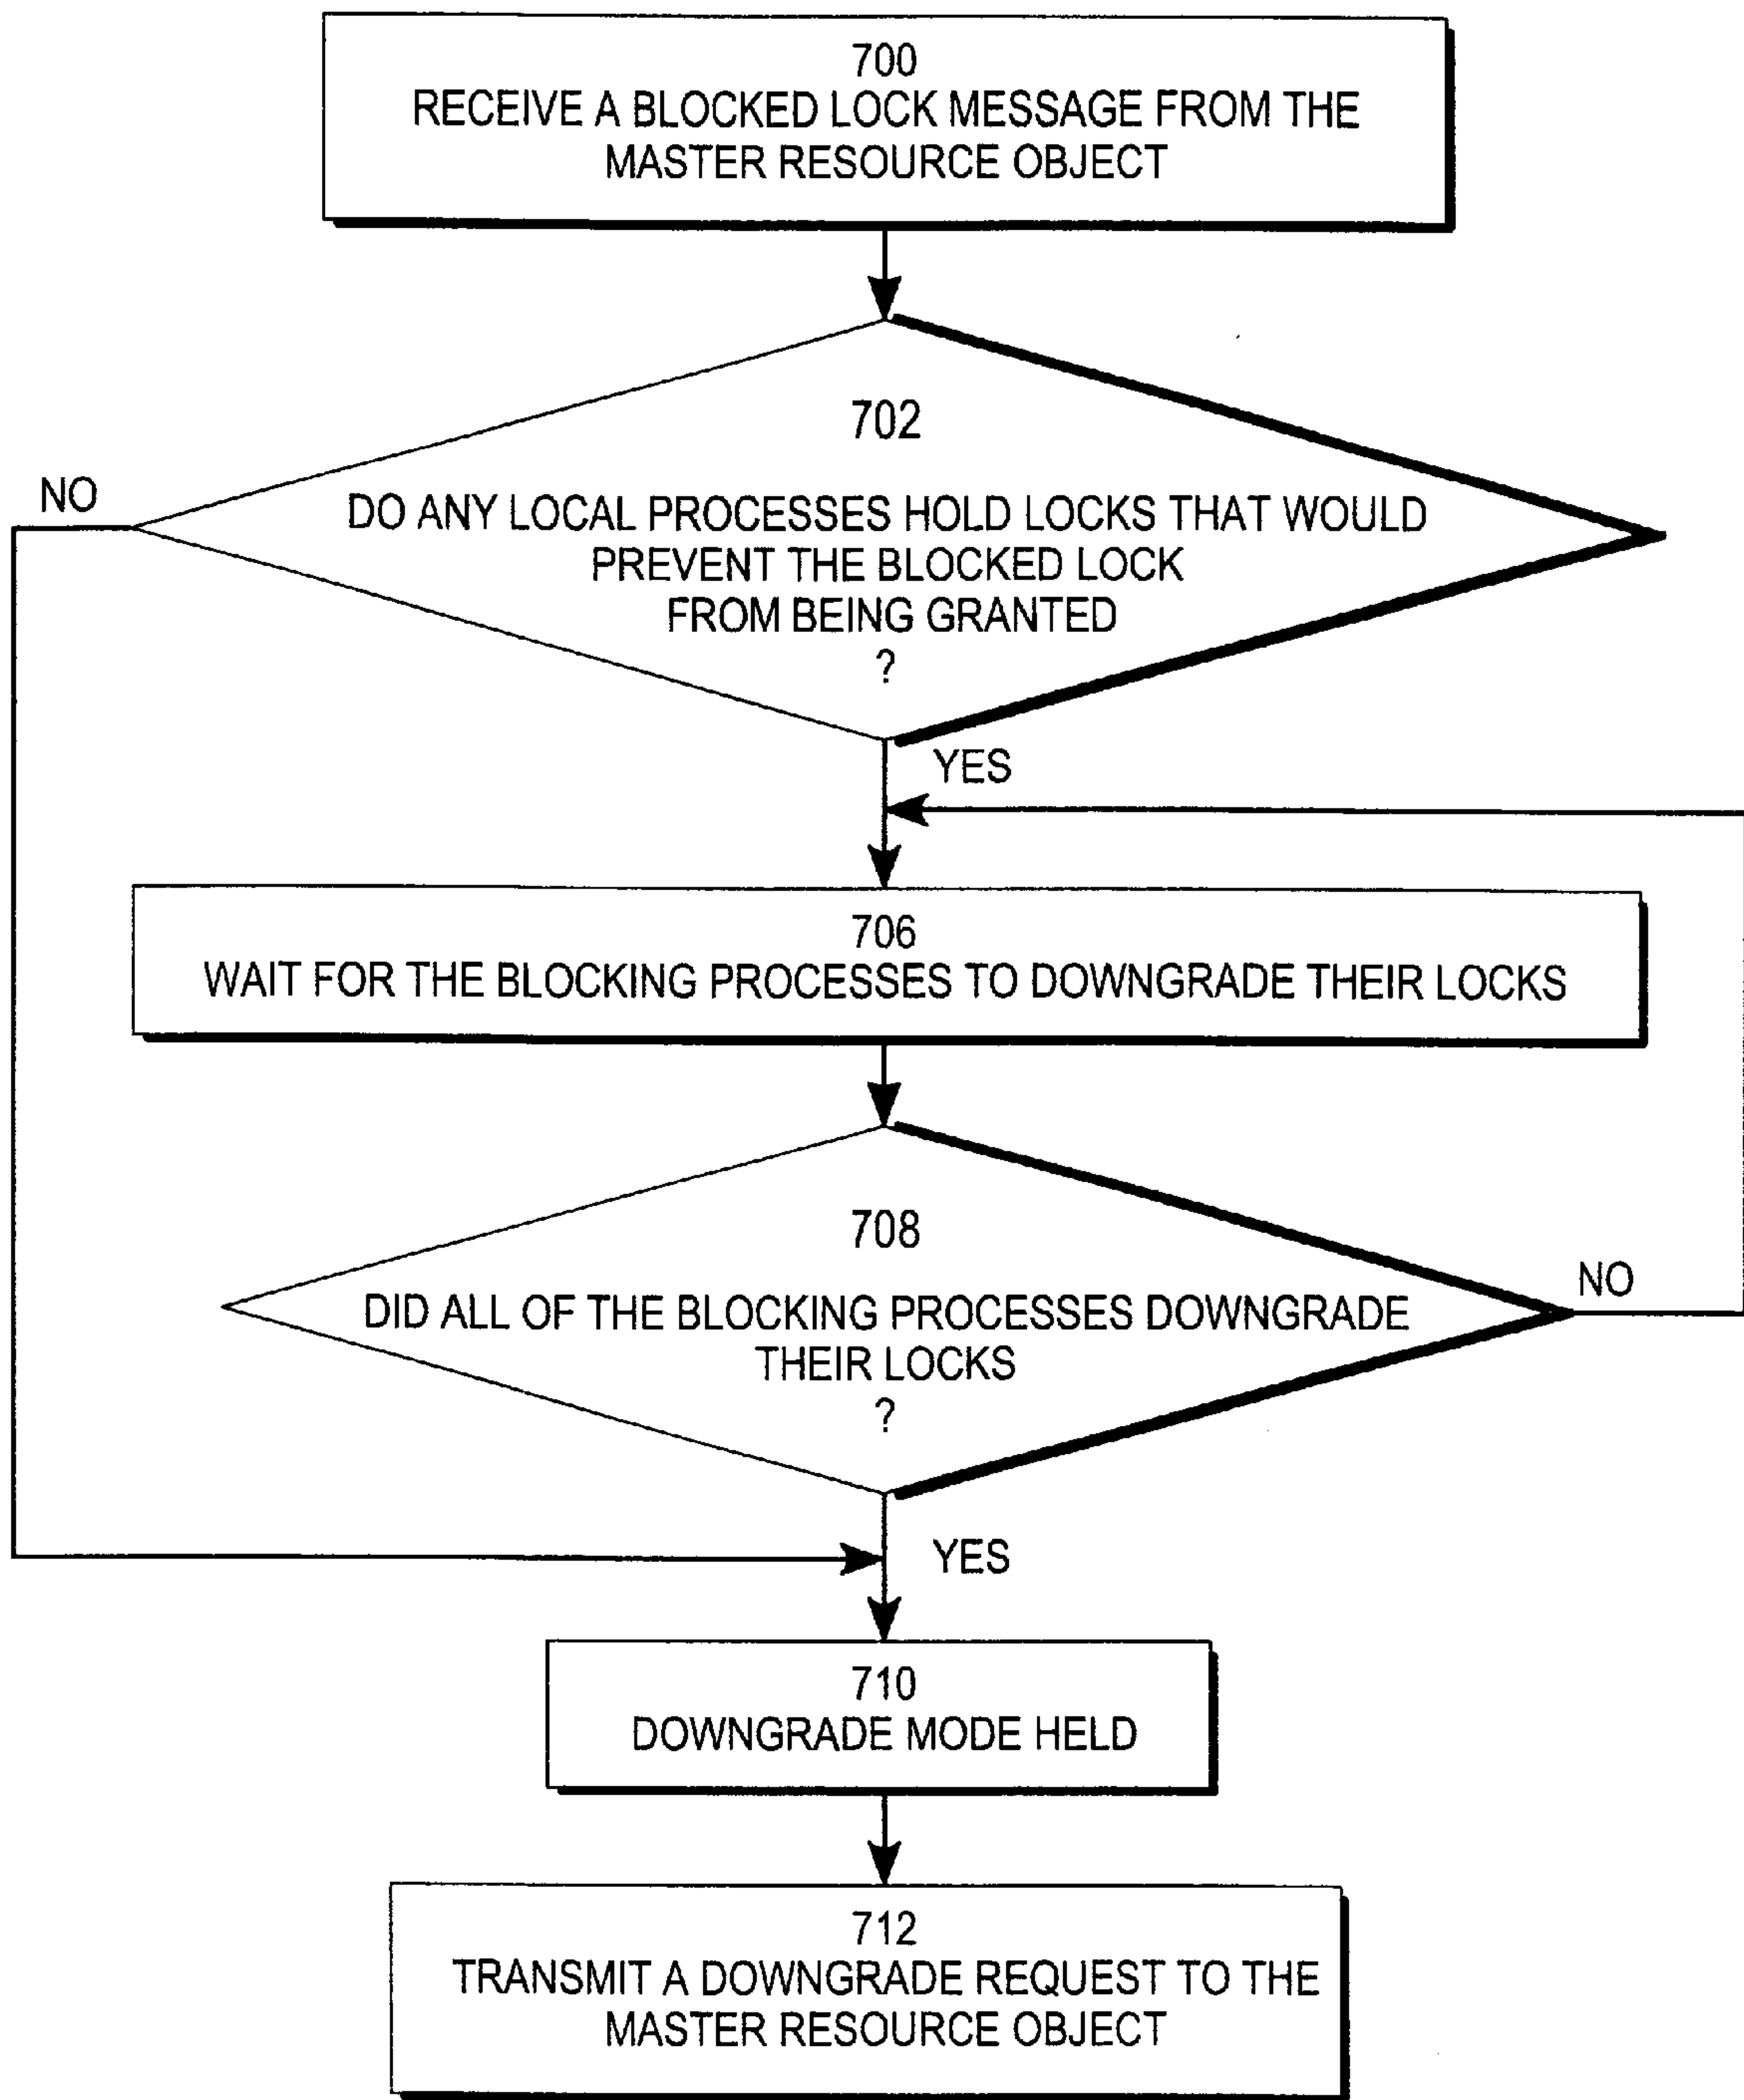 700
RECEIVE A BLOCKED LOCK MESSAGE FROM THE
MASTER RESOURCE OBJECT
702
NO
DO ANY LOCAL PROCESSES HOLD LOCKS THAT WOULD
PREVENT THE BLOCKED LOCK
FROM BEING GRANTED
?
YES
706
WAIT FOR THE BLOCKING PROCESSES TO DOWNGRADE THEIR LOCKS
708
NO
DID ALL OF THE BLOCKING PROCESSES DOWNGRADE
THEIR LOCKS
?
YES
710
DOWNGRADE MODE HELD
712
TRANSMIT A DOWNGRADE REQUEST TO THE
MASTER RESOURCE OBJECT